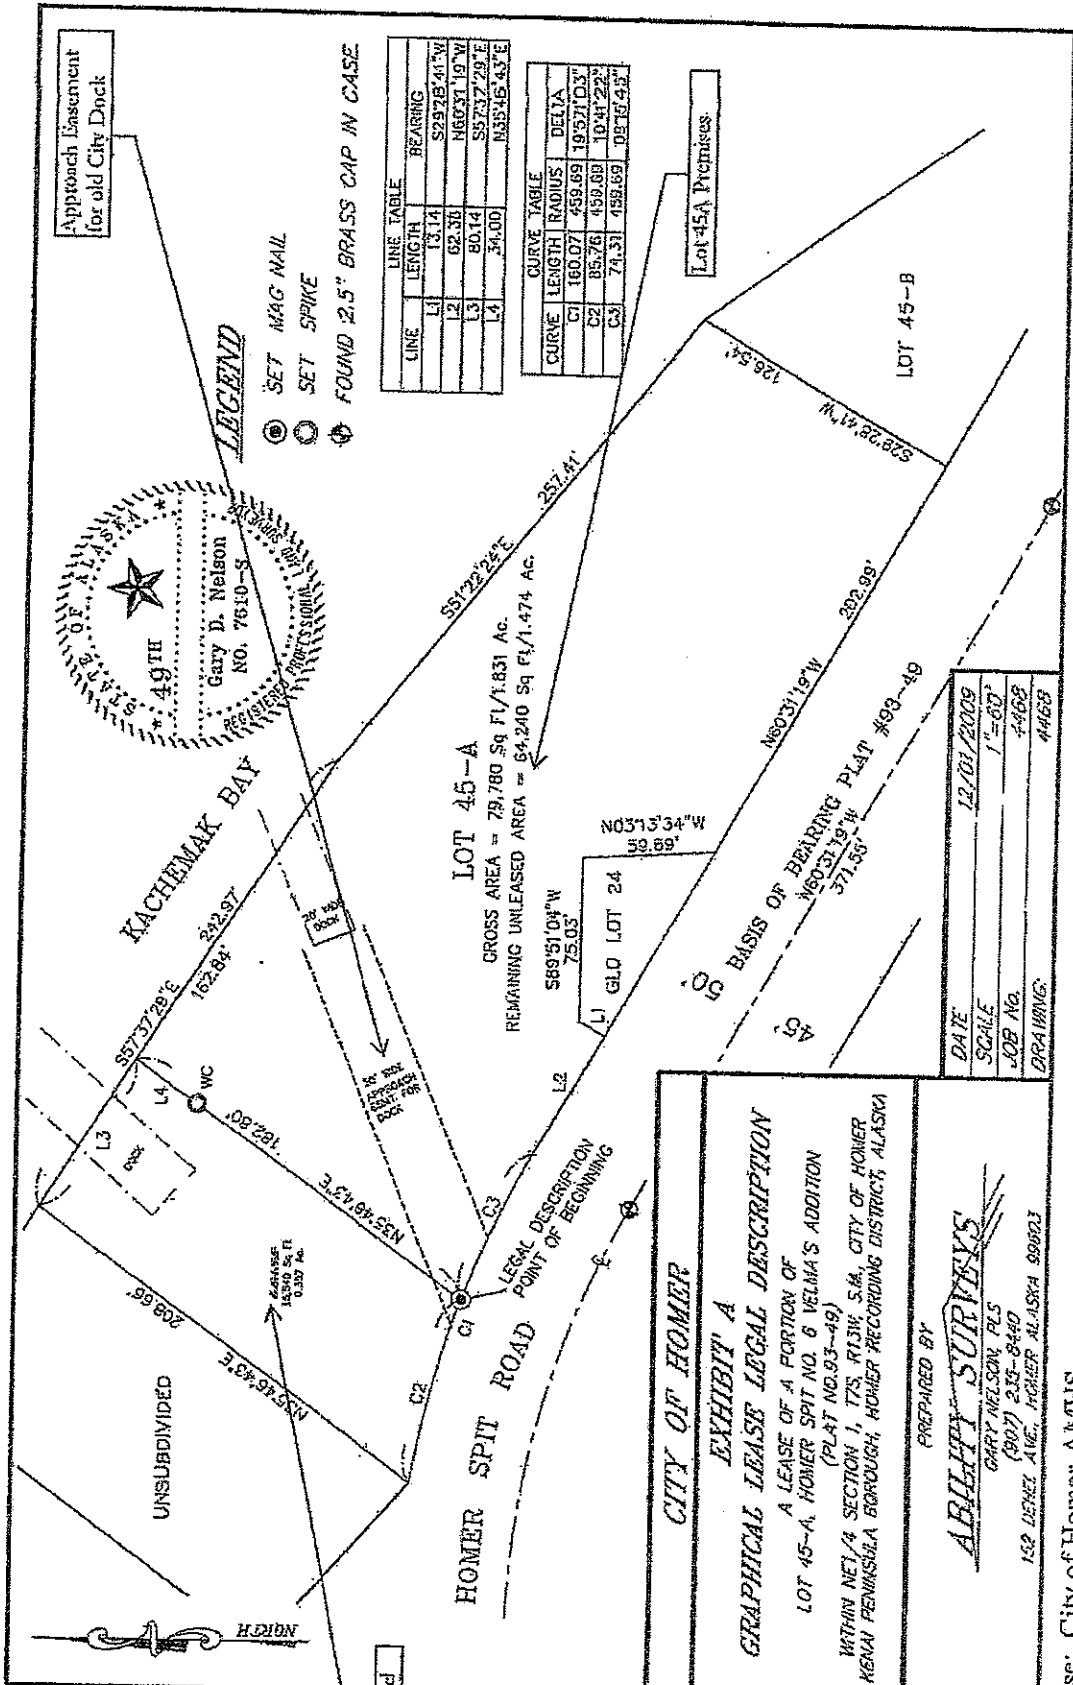 Approach Easement
for old City Dock
LEGEND
SET MAG NAIL
SET SPIKE
FOUND 2.5" BRASS CAP IN CASE
LINE TABLE
LINE LENGTH BEARING
L1 13.14 S29°28'41"W
L2 62.30 N60°31'19"W
L3 80.14 S57°37'29"E
L4 34.00 N35°46'43"E
CURVE TABLE
CURVE LENGTH RADIUS DELTA
C1 160.07 459.69 19°57'03"
C2 85.76 459.69 10°41'22"
C3 74.31 459.69
Lot 45A Premises
STATE OF ALASKA
49TH
Gary D. Nelson
NO. 7610-S
REGISTERED PROFESSIONAL LAND SURVEYOR
KACHEMAK BAY
S57°37'29"E 242.97'
162.84'
S51°22'24"E 257.41'
LOT 45-A
GROSS AREA = 79,780 Sq Ft/1.831 Ac.
REMAINING UNLEASED AREA = 64,240 Sq Ft/1.474 Ac.
LOT 45-B
126.54'
S29°28'41"W
N60°31'19"W 202.99'
N03°13'34"W
59.69'
S89°51'04"W
75.03'
GLO LOT 24
L1
L2
L3
L4
WC
DOCK
20' WIDE
DOCK
APPROACH
DOCK
N35°46'43"E 182.80'
N35°46'43"E 208.66'
UNSUBDIVIDED
C1
C2
C3
LEGAL DESCRIPTION
POINT OF BEGINNING
HOMER SPIT ROAD
50'
45'
BASIS OF BEARING PLAT #93-49
N60°31'19"W
371.55'
NORTH
CITY OF HOMER
EXHIBIT A
GRAPHICAL LEASE LEGAL DESCRIPTION
A LEASE OF A PORTION OF
LOT 45-A, HOMER SPIT NO. 6 VELMA'S ADDITION
(PLAT NO.93-49)
WITHIN NE1/4 SECTION 1, T7S, R13W, S.M., CITY OF HOMER
KENAI PENINSULA BOROUGH, HOMER RECORDING DISTRICT, ALASKA
PREPARED BY
ABILITY SURVEYS
GARY NELSON, PLS
(907) 235-8440
152 DEHEL AVE., HOMER ALASKA 99603
DATE 12/01/2009
SCALE 1"=60'
JOB No. 4468
DRAWING: 4468
City of Homer